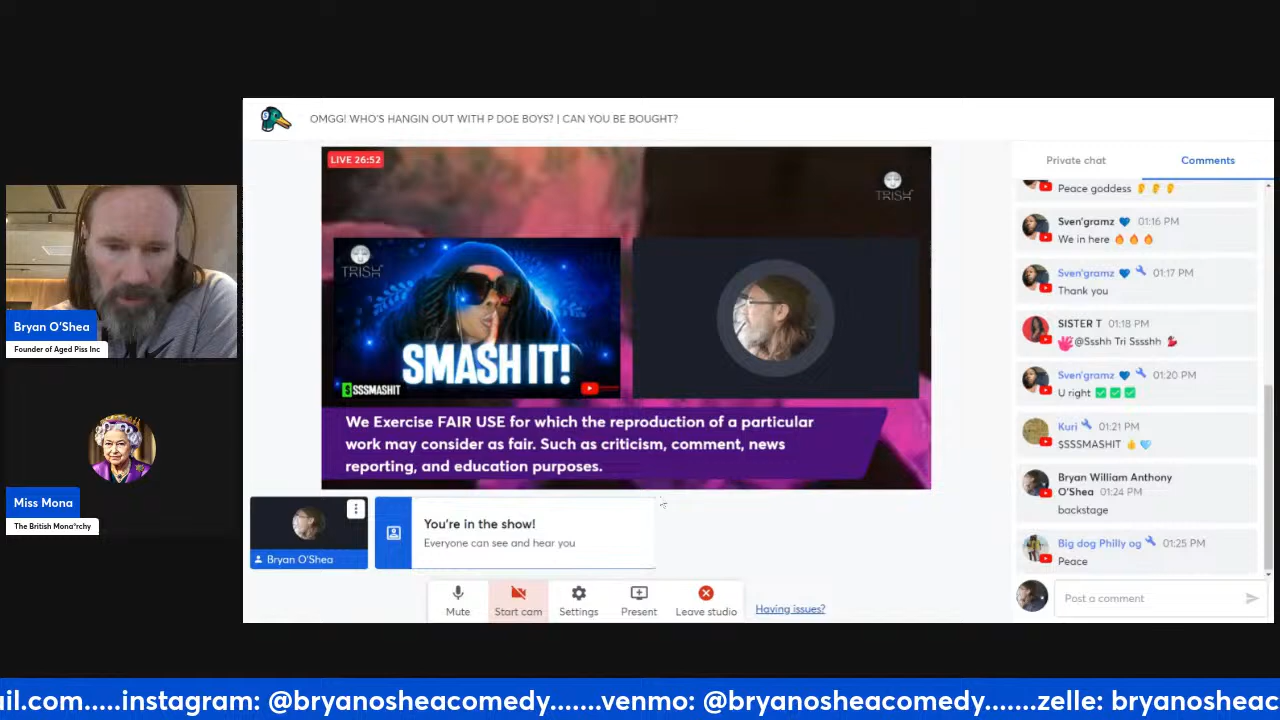 OMGG! WHO'S HANGIN OUT WITH P DOE BOYS? | CAN YOU BE BOUGHT?
LIVE 26:52
TRISH
TRISH
SMASH IT!
$SSSMASHIT
We Exercise FAIR USE for which the reproduction of a particular
work may consider as fair. Such as criticism, comment, news
reporting, and education purposes.
Bryan O'Shea
Founder of Aged Piss Inc
Miss Mona
The British Mona*rchy
Bryan O'Shea
You're in the show!
Everyone can see and hear you
Mute
Start cam
Settings
Present
Leave studio
Having issues?
Private chat
Comments
Peace goddess 👂 👂 👂
Sven'gramz 💙 01:16 PM
We in here 🔥 🔥 🔥
Sven'gramz 💙 01:17 PM
Thank you
SISTER T 01:18 PM
@Ssshh Tri Sssshh 💃
Sven'gramz 💙 01:20 PM
U right ✅ ✅ ✅
Kuri 01:21 PM
$SSSMASHIT 👍 🩵
Bryan William Anthony
O'Shea 01:24 PM
backstage
Big dog Philly og 01:25 PM
Peace
Post a comment
ail.com.....instagram: @bryanosheacomedy.......venmo: @bryanosheacomedy.......zelle: bryanosheac